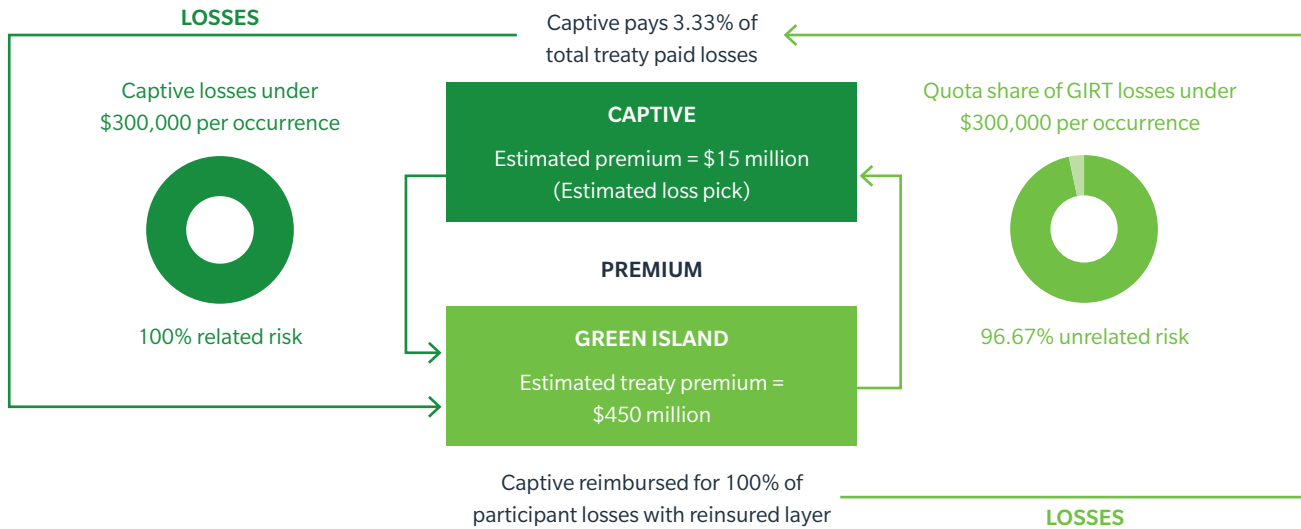 LOSSES
Captive pays 3.33% of
total treaty paid losses
Captive losses under
$300,000 per occurrence
100% related risk
CAPTIVE
Estimated premium = $15 million
(Estimated loss pick)
PREMIUM
GREEN ISLAND
Estimated treaty premium =
$450 million
Quota share of GIRT losses under
$300,000 per occurrence
96.67% unrelated risk
Captive reimbursed for 100% of
participant losses with reinsured layer
LOSSES